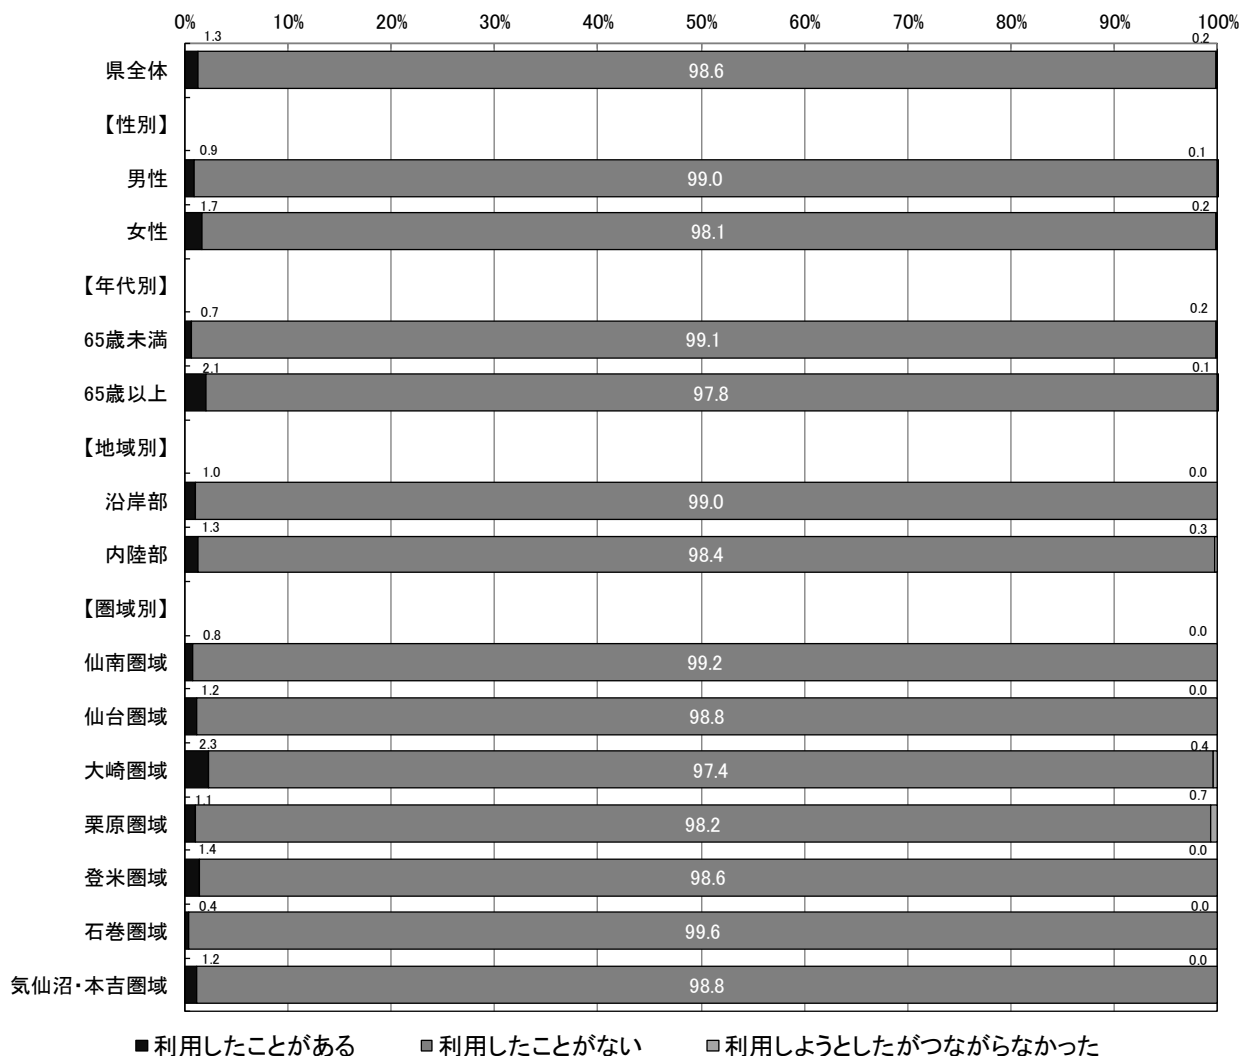 0% 10% 20% 30% 40% 50% 60% 70% 80% 90% 100%
1.3 0.2
県全体 98.6
【性別】
0.9 0.1
男性 99.0
1.7 0.2
女性 98.1
【年代別】
0.7 0.2
65歳未満 99.1
2.1 0.1
65歳以上 97.8
【地域別】
1.0 0.0
沿岸部 99.0
1.3 0.3
内陸部 98.4
【圏域別】
0.8 0.0
仙南圏域 99.2
1.2 0.0
仙台圏域 98.8
2.3 0.4
大崎圏域 97.4
1.1 0.7
栗原圏域 98.2
1.4 0.0
登米圏域 98.6
0.4 0.0
石巻圏域 99.6
1.2 0.0
気仙沼・本吉圏域 98.8
利用したことがある 利用したことがない 利用しようとしたがつながらなかった